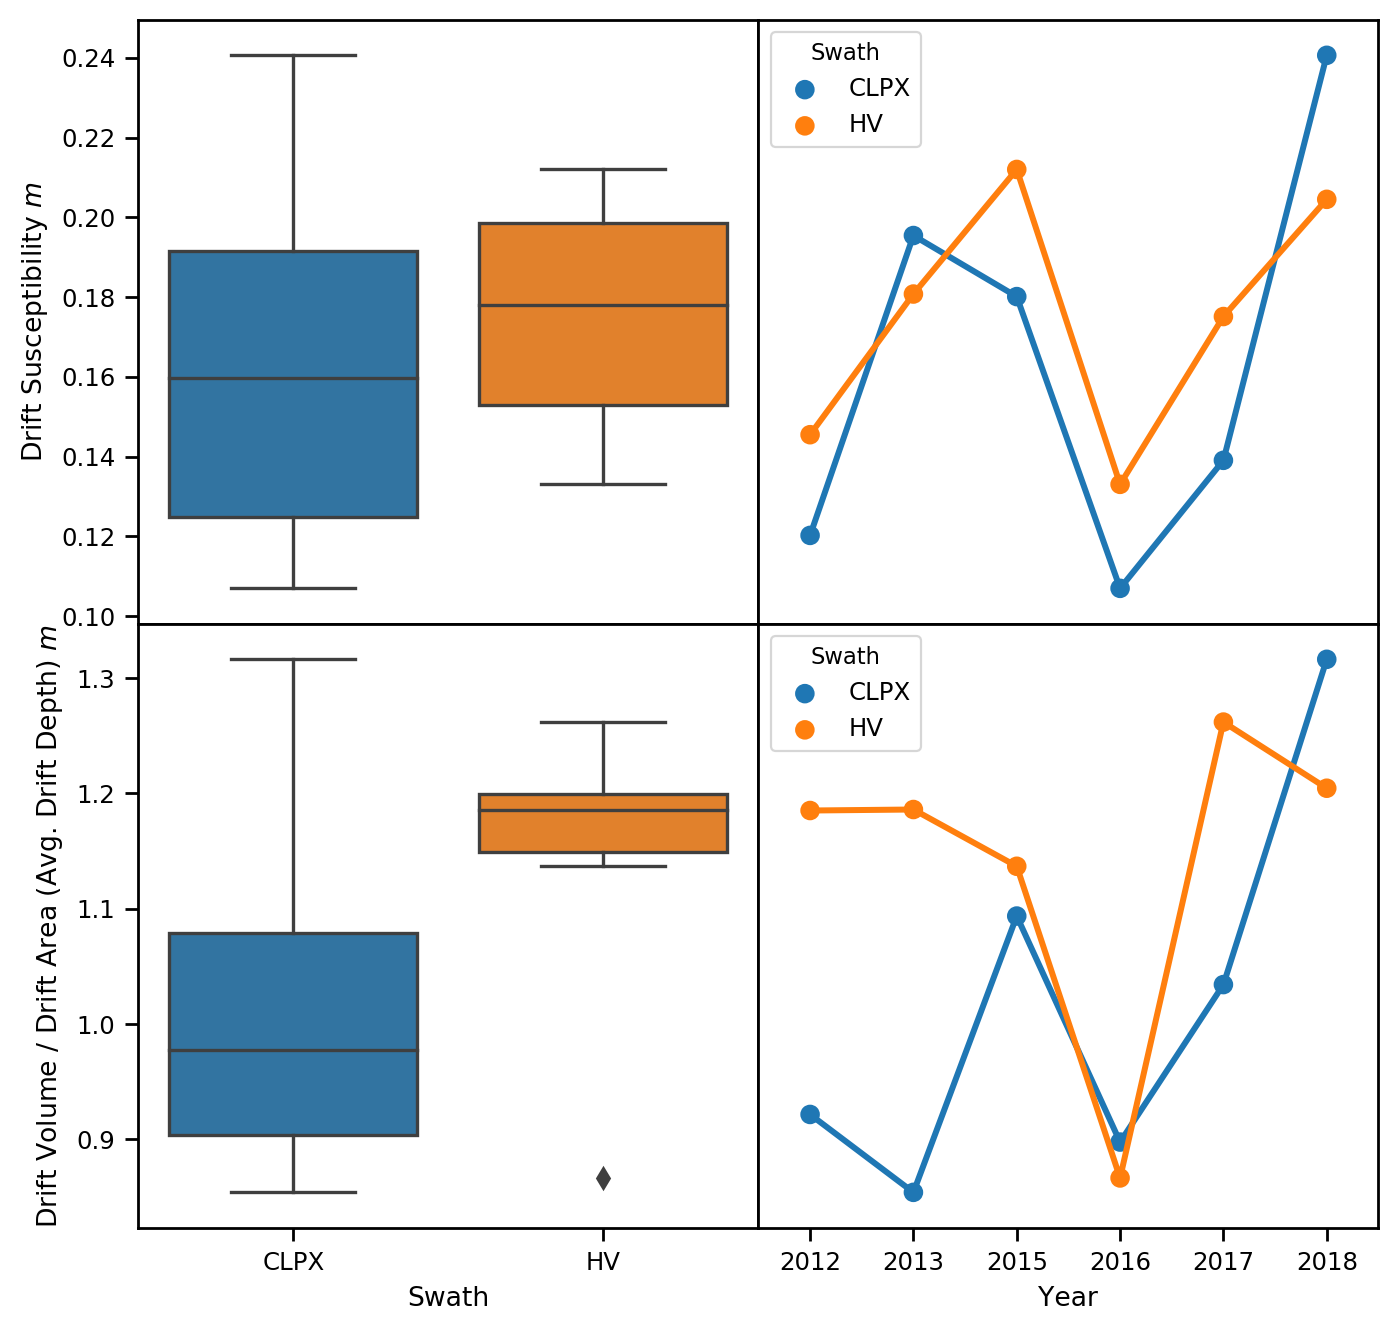 Drift Susceptibility m
0.24
0.22
0.20
0.18
0.16
0.14
0.12
0.10
Swath
CLPX
HV
Drift Volume / Drift Area (Avg. Drift Depth) m
1.3
1.2
1.1
1.0
0.9
Swath
CLPX
HV
CLPX HV
Swath
2012 2013 2015 2016 2017 2018
Year